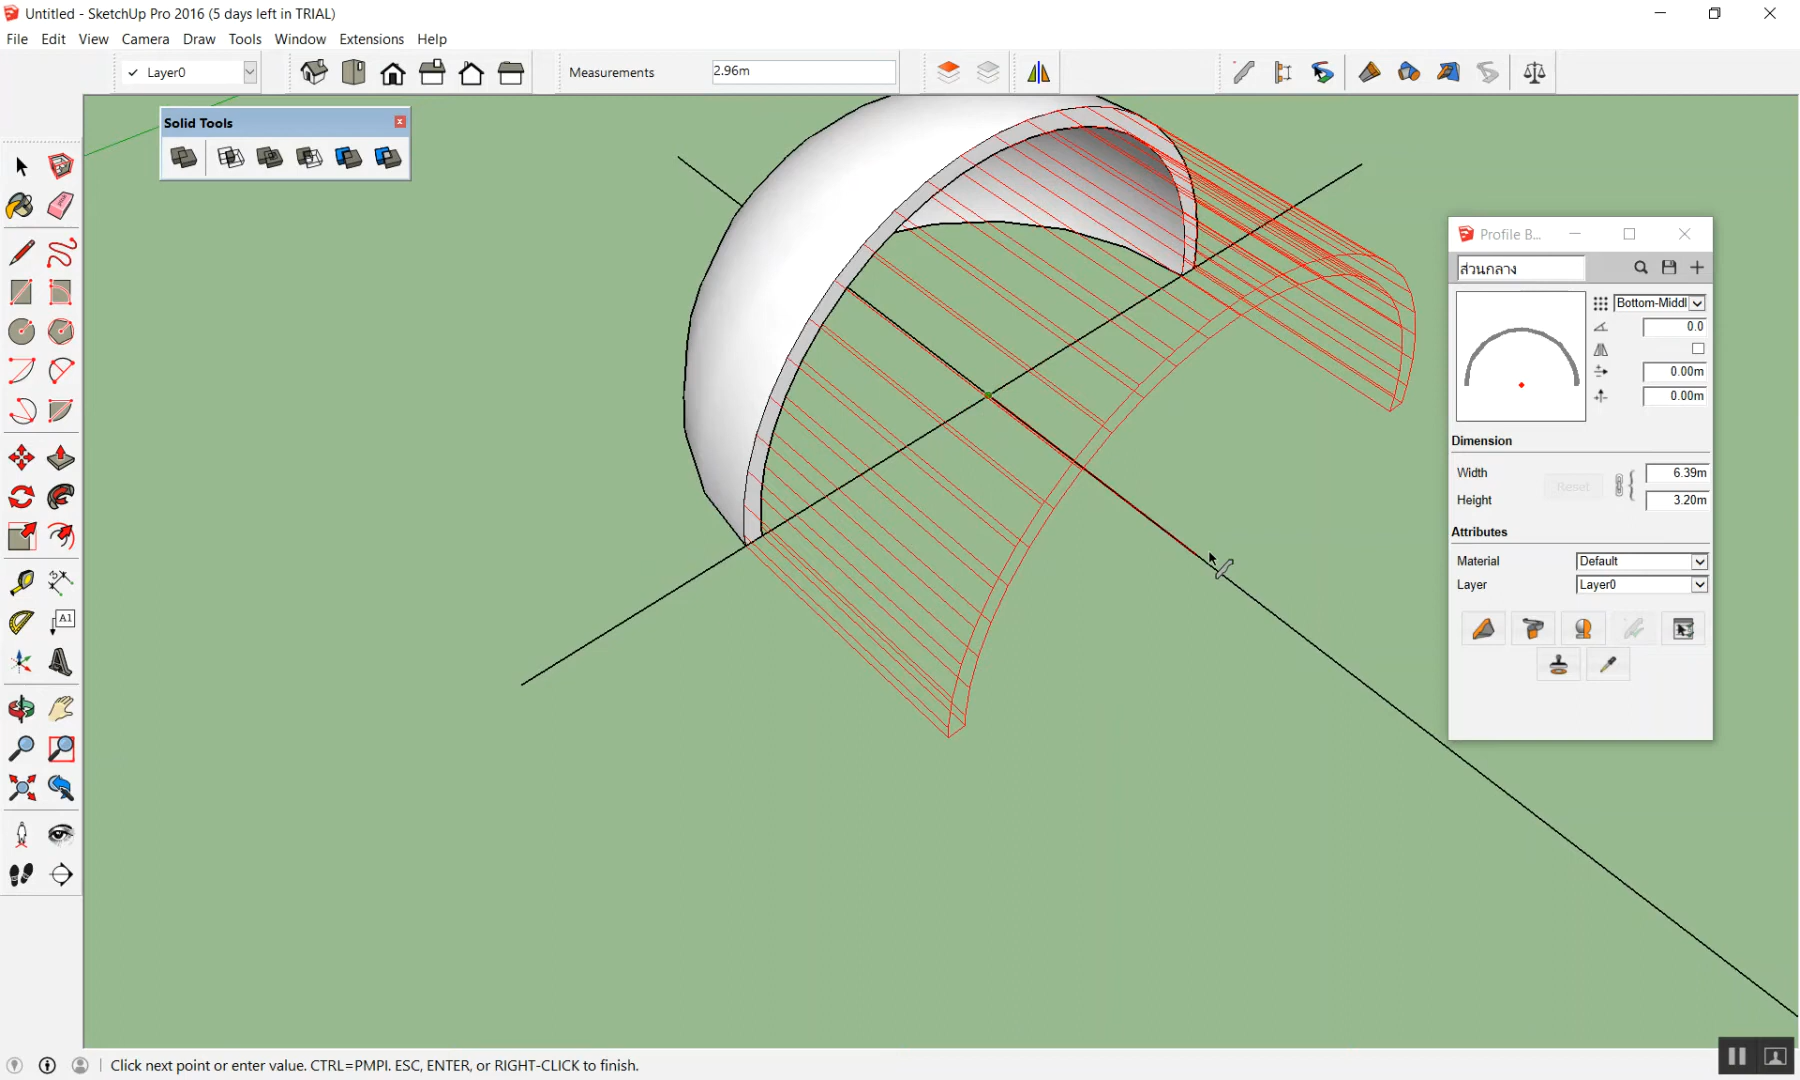 Untitled - SketchUp Pro 2016 (5 days left in TRIAL)
File Edit View Camera Draw Tools Window Extensions Help
Layer0
Measurements 2.96m
Solid Tools
Profile B...
ส่วนกลาง
Bottom-Middl
0.0
0.00m
0.00m
Dimension
Width 6.39m
Reset
Height 3.20m
Attributes
Material Default
Layer Layer0
A1
Click next point or enter value. CTRL=PMPI. ESC, ENTER, or RIGHT-CLICK to finish.